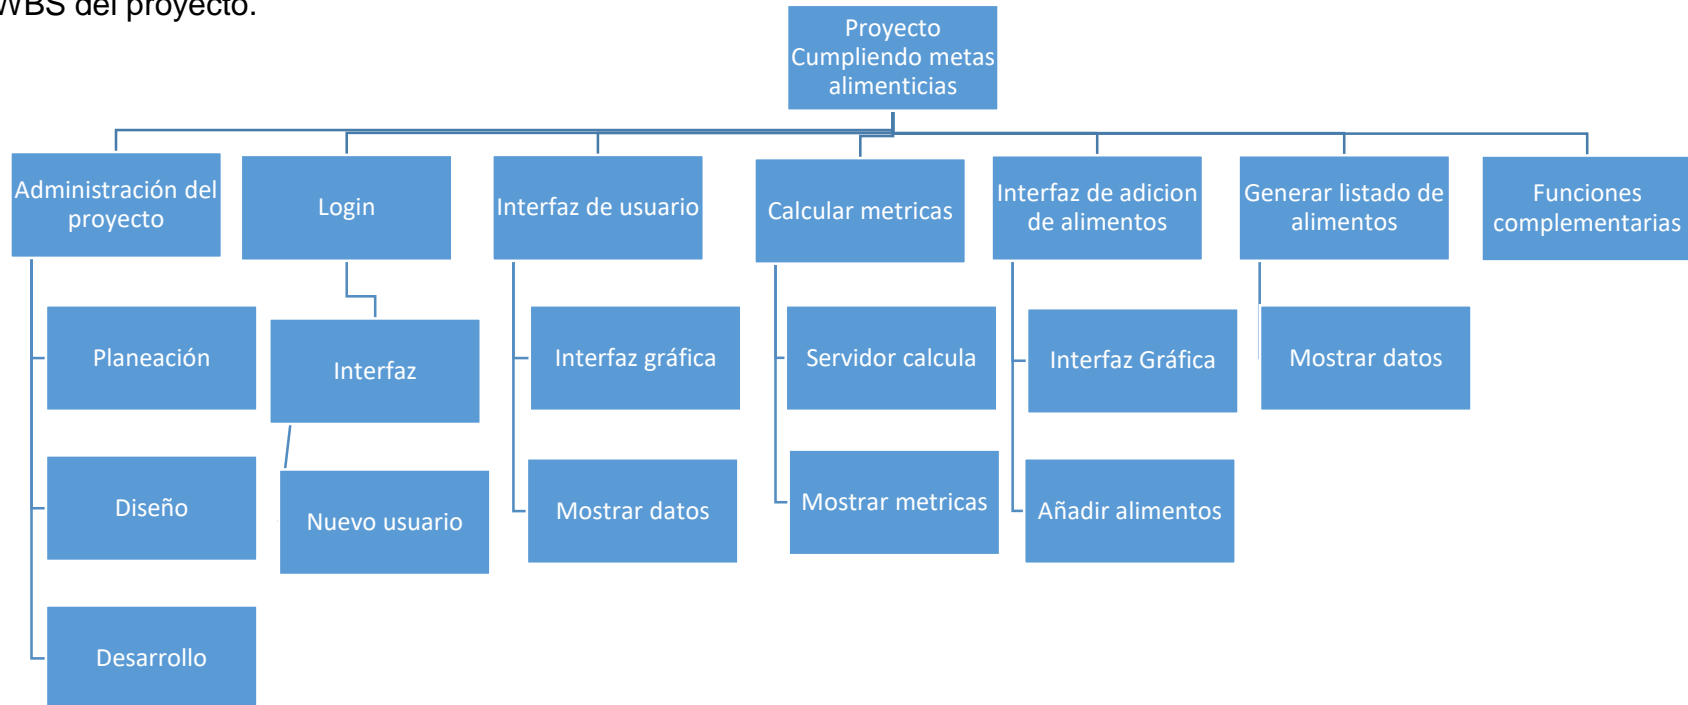 WBS del proyecto.
Proyecto
Cumpliendo metas
alimenticias
Administración del
proyecto
Login
Interfaz de usuario
Calcular metricas
Interfaz de adicion
de alimentos
Generar listado de
alimentos
Funciones
complementarias
Planeación
Interfaz
Interfaz gráfica
Servidor calcula
Interfaz Gráfica
Mostrar datos
Diseño
Nuevo usuario
Mostrar datos
Mostrar metricas
Añadir alimentos
Desarrollo